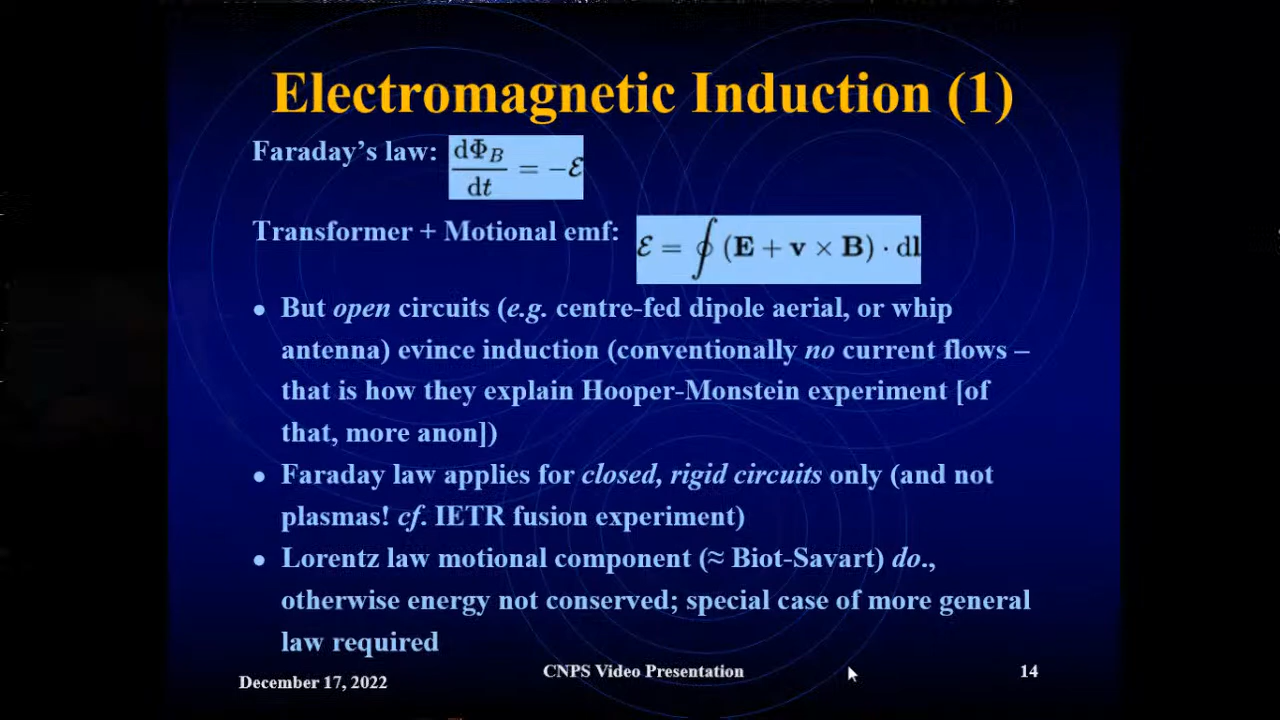 Electromagnetic Induction (1)
Faraday's law: dΦ_B/dt = −ℰ
Transformer + Motional emf: ℰ = ∮ (E + v × B) · dl
• But open circuits (e.g. centre-fed dipole aerial, or whip
antenna) evince induction (conventionally no current flows –
that is how they explain Hooper-Monstein experiment [of
that, more anon])
• Faraday law applies for closed, rigid circuits only (and not
plasmas! cf. IETR fusion experiment)
• Lorentz law motional component (≈ Biot-Savart) do.,
otherwise energy not conserved; special case of more general
law required
December 17, 2022
CNPS Video Presentation
14